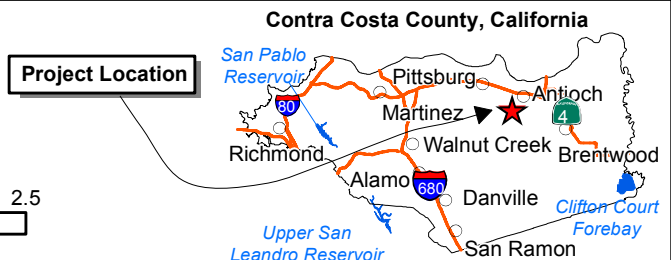 Contra Costa County, California
Project Location
San Pablo
Reservoir
Pittsburg
Antioch
80
Martinez
CALIFORNIA
4
Richmond
Walnut Creek
Brentwood
Alamo
680
Danville
2.5
Clifton Court
Forebay
Upper San
Leandro Reservoir
San Ramon